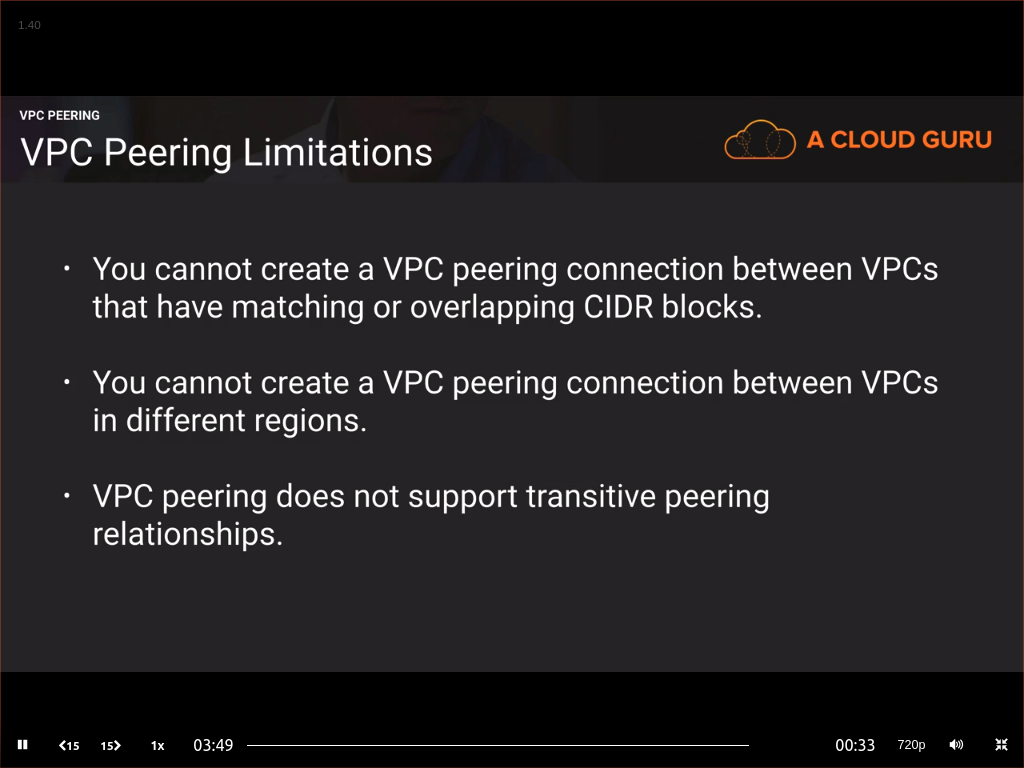 1.40
VPC PEERING
VPC Peering Limitations
A CLOUD GURU
• You cannot create a VPC peering connection between VPCs
that have matching or overlapping CIDR blocks.
• You cannot create a VPC peering connection between VPCs
in different regions.
• VPC peering does not support transitive peering
relationships.
15 15 1x 03:49 00:33 720p